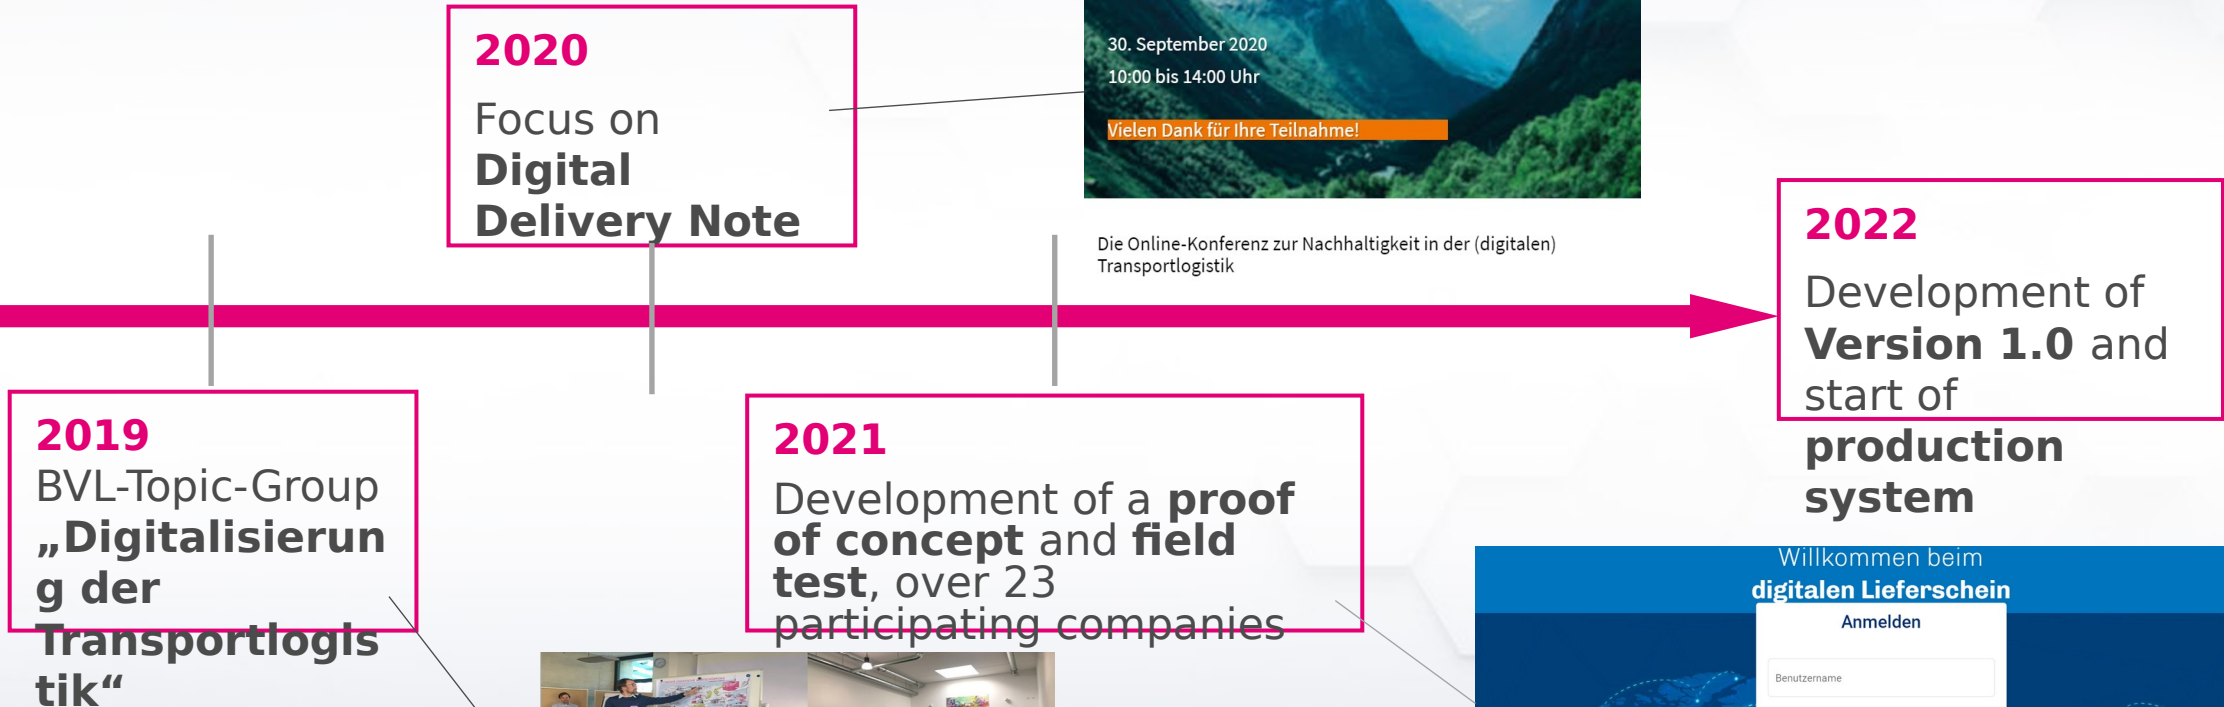 2020
Focus on
Digital
Delivery Note
30. September 2020
10:00 bis 14:00 Uhr
Vielen Dank für Ihre Teilnahme!
Die Online-Konferenz zur Nachhaltigkeit in der (digitalen)
Transportlogistik
2022
Development of
Version 1.0 and
start of
production
system
2019
BVL-Topic-Group
„Digitalisierun
g der
Transportlogis
tik“
2021
Development of a proof
of concept and field
test, over 23
participating companies
Willkommen beim
digitalen Lieferschein
Anmelden
Benutzername